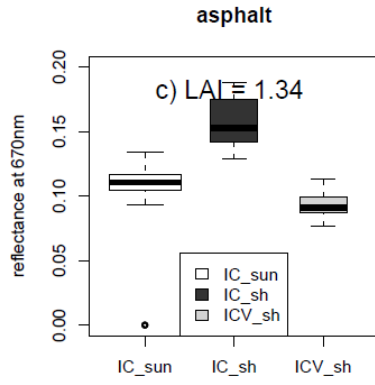 asphalt
c) LAI = 1.34
reflectance at 670nm
0.20
0.15
0.10
0.05
0.00
IC_sun
IC_sh
ICV_sh
IC_sun IC_sh ICV_sh